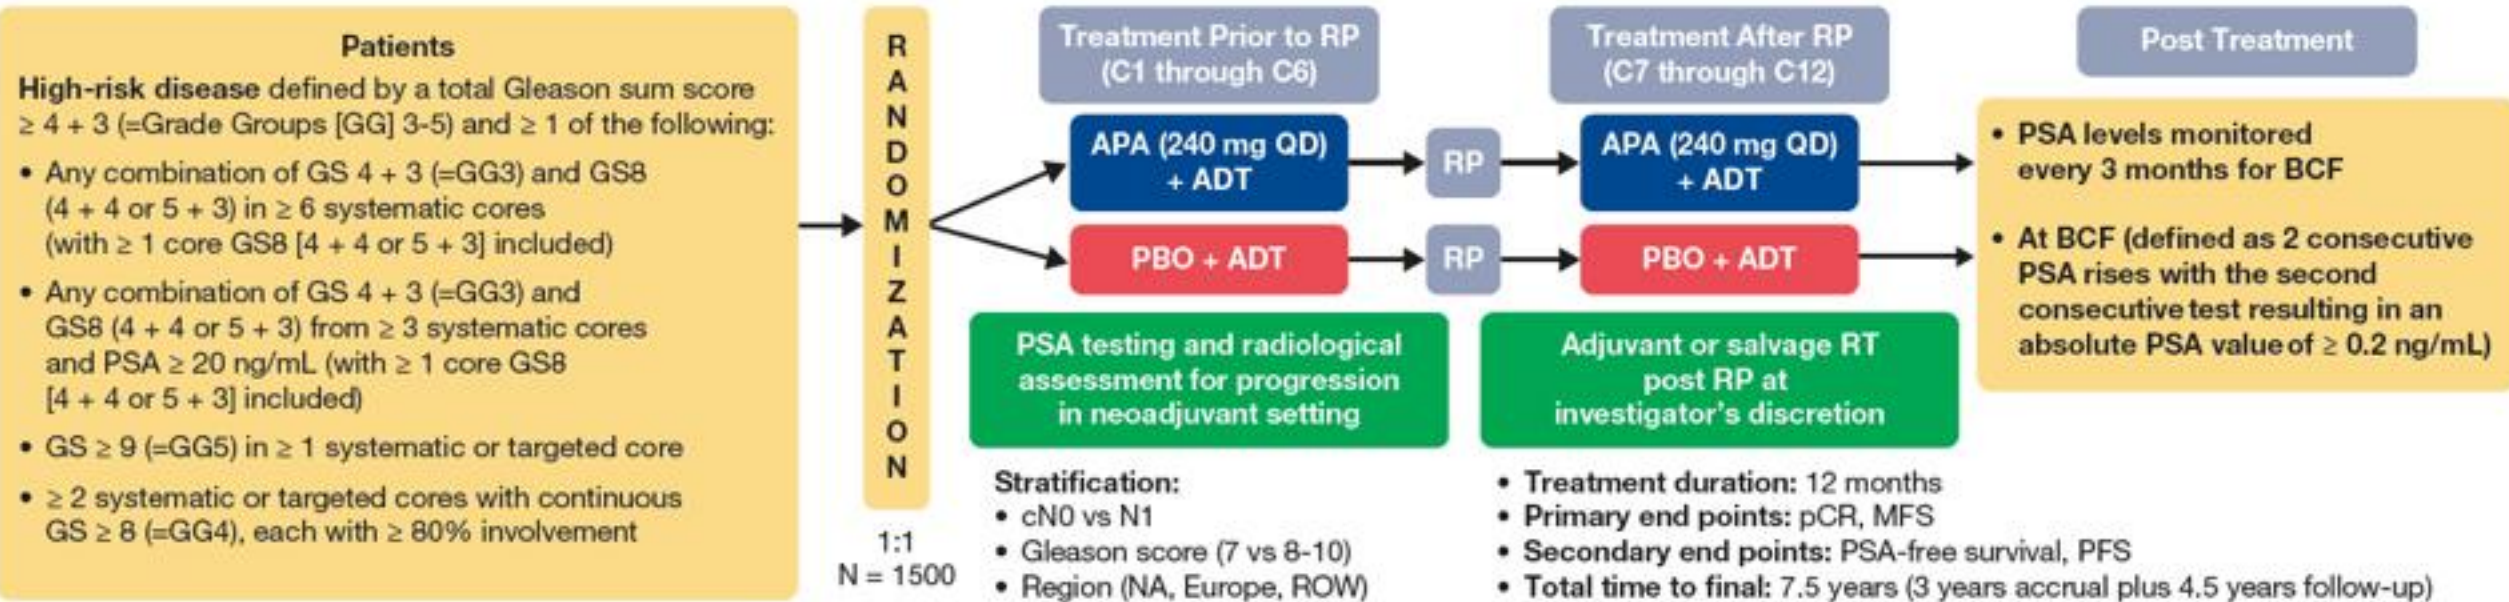 Patients
High-risk disease defined by a total Gleason sum score
≥ 4 + 3 (=Grade Groups [GG] 3-5) and ≥ 1 of the following:
• Any combination of GS 4 + 3 (=GG3) and GS8
(4 + 4 or 5 + 3) in ≥ 6 systematic cores
(with ≥ 1 core GS8 [4 + 4 or 5 + 3] included)
• Any combination of GS 4 + 3 (=GG3) and
GS8 (4 + 4 or 5 + 3) from ≥ 3 systematic cores
and PSA ≥ 20 ng/mL (with ≥ 1 core GS8
[4 + 4 or 5 + 3] included)
• GS ≥ 9 (=GG5) in ≥ 1 systematic or targeted core
• ≥ 2 systematic or targeted cores with continuous
GS ≥ 8 (=GG4), each with ≥ 80% involvement
RANDOMIZATION
1:1
N = 1500
Treatment Prior to RP
(C1 through C6)
APA (240 mg QD)
+ ADT
RP
PBO + ADT
RP
PSA testing and radiological
assessment for progression
in neoadjuvant setting
Stratification:
• cN0 vs N1
• Gleason score (7 vs 8-10)
• Region (NA, Europe, ROW)
Treatment After RP
(C7 through C12)
APA (240 mg QD)
+ ADT
PBO + ADT
Adjuvant or salvage RT
post RP at
investigator's discretion
• Treatment duration: 12 months
• Primary end points: pCR, MFS
• Secondary end points: PSA-free survival, PFS
• Total time to final: 7.5 years (3 years accrual plus 4.5 years follow-up)
Post Treatment
• PSA levels monitored
every 3 months for BCF
• At BCF (defined as 2 consecutive
PSA rises with the second
consecutive test resulting in an
absolute PSA value of ≥ 0.2 ng/mL)